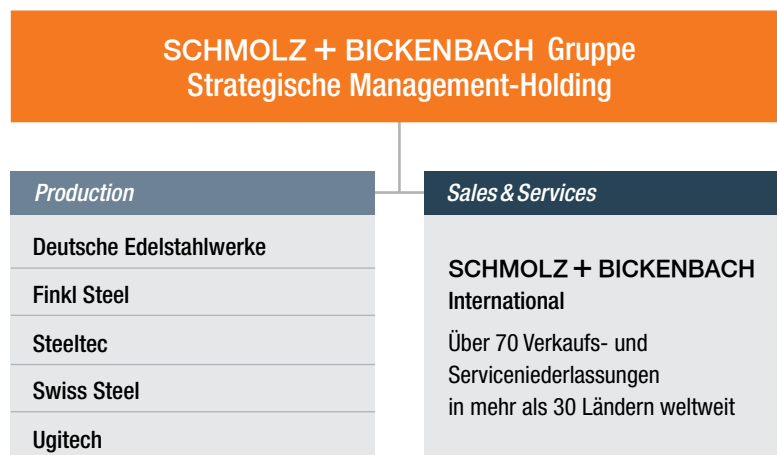 SCHMOLZ + BICKENBACH Gruppe
Strategische Management-Holding
Production
Deutsche Edelstahlwerke
Finkl Steel
Steeltec
Swiss Steel
Ugitech
Sales & Services
SCHMOLZ + BICKENBACH
International
Über 70 Verkaufs- und
Serviceniederlassungen
in mehr als 30 Ländern weltweit